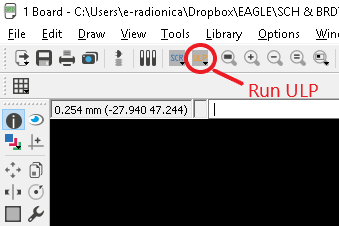 1 Board - C:\Users\e-radionica\Dropbox\EAGLE\SCH & BRD\
File Edit Draw View Tools Library Options
SCR
Run ULP
0.254 mm (-27.940 47.244)